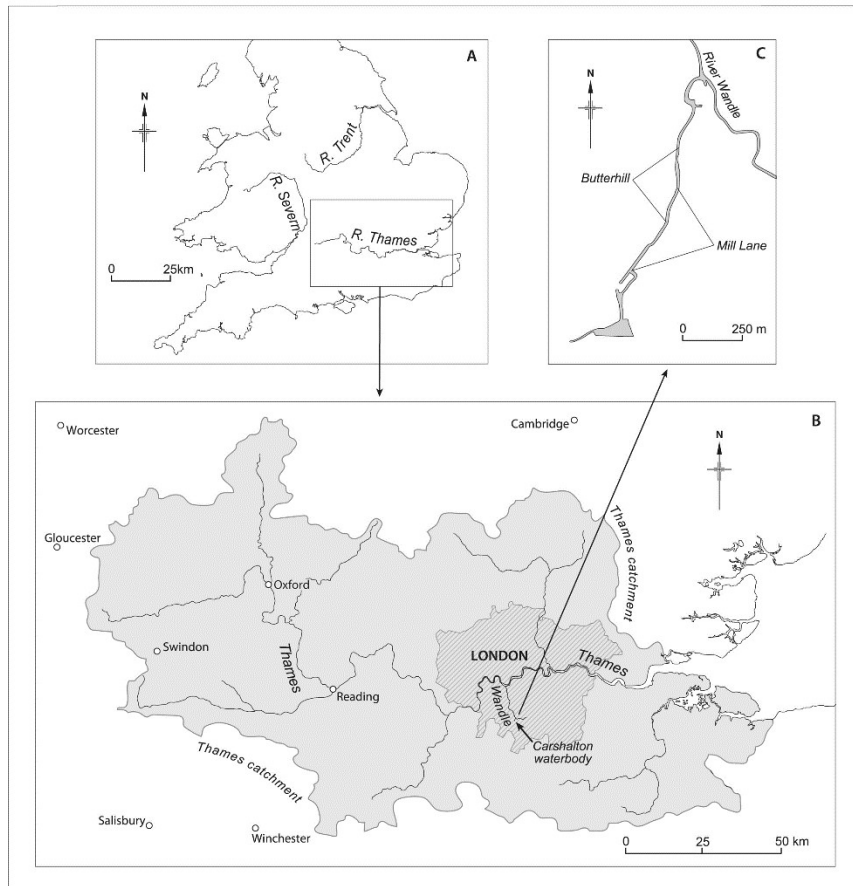 A
N
R. Trent
R. Severn
R. Thames
0 25km
C
N
River Wandle
Butterhill
Mill Lane
0 250 m
B
N
Worcester
Cambridge
Gloucester
Thames catchment
Oxford
Swindon
Thames
Reading
LONDON
Thames
Wandle
Carshalton
waterbody
Thames catchment
Salisbury
Winchester
0 25 50 km